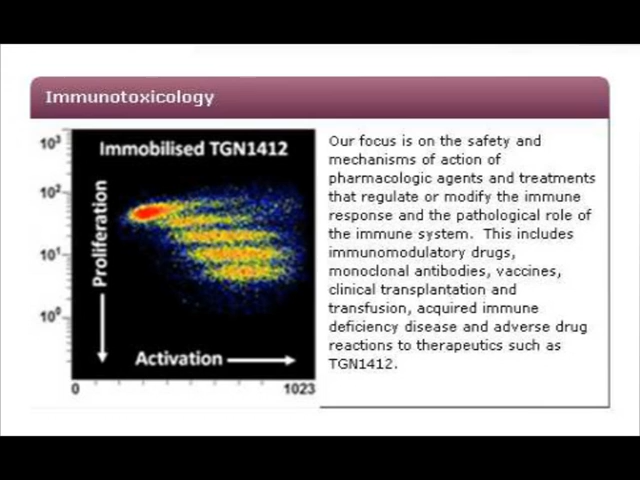 Immunotoxicology
10³
10²
10¹
10⁰
Immobilised TGN1412
Proliferation
Activation
0
1023
Our focus is on the safety and
mechanisms of action of
pharmacologic agents and treatments
that regulate or modify the immune
response and the pathological role of
the immune system. This includes
immunomodulatory drugs,
monoclonal antibodies, vaccines,
clinical transplantation and
transfusion, acquired immune
deficiency disease and adverse drug
reactions to therapeutics such as
TGN1412.